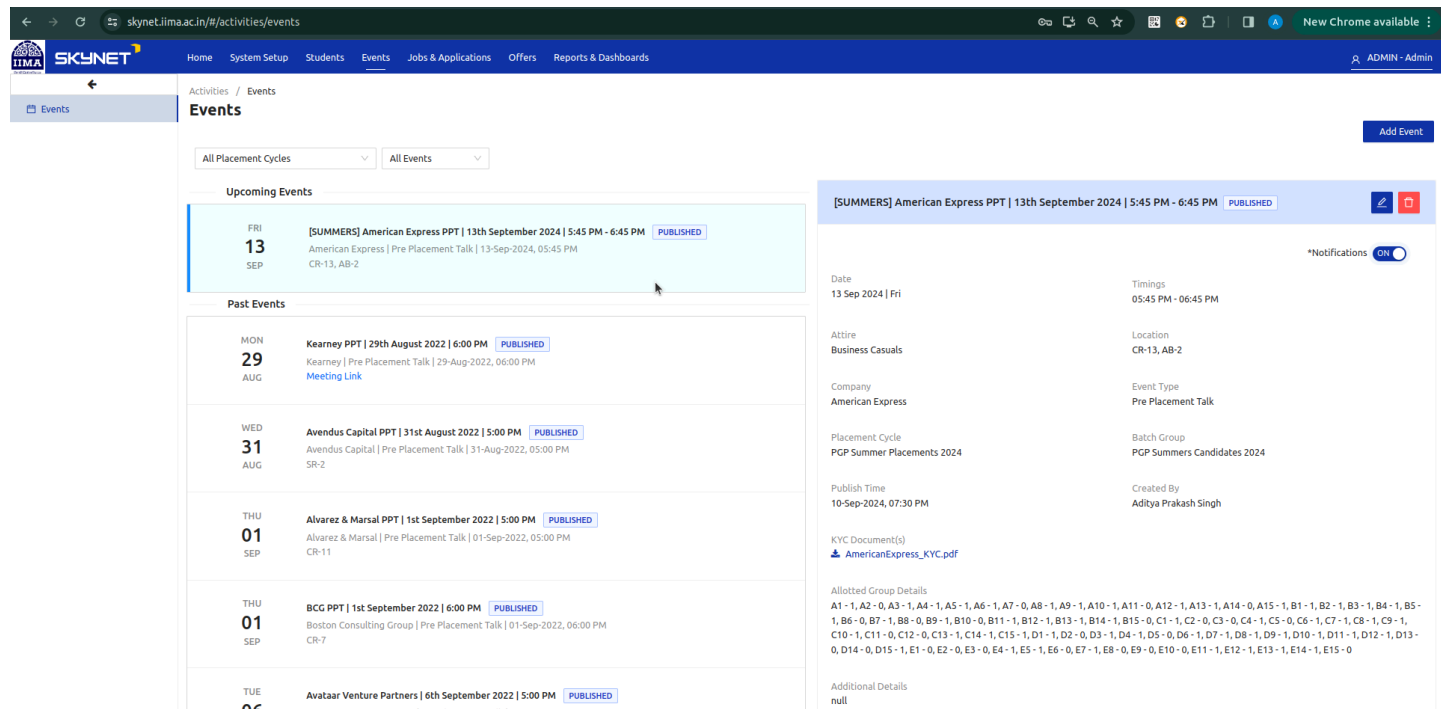 skynet.iima.ac.in/#/activities/events
New Chrome available
A
IIMA
SKYNET
Home System Setup Students Events Jobs & Applications Offers Reports & Dashboards
ADMIN - Admin
Events
Activities / Events
Events
Add Event
All Placement Cycles
All Events
Upcoming Events
FRI
13
SEP
[SUMMERS] American Express PPT | 13th September 2024 | 5:45 PM - 6:45 PM PUBLISHED
American Express | Pre Placement Talk | 13-Sep-2024, 05:45 PM
CR-13, AB-2
Past Events
MON
29
AUG
Kearney PPT | 29th August 2022 | 6:00 PM PUBLISHED
Kearney | Pre Placement Talk | 29-Aug-2022, 06:00 PM
Meeting Link
WED
31
AUG
Avendus Capital PPT | 31st August 2022 | 5:00 PM PUBLISHED
Avendus Capital | Pre Placement Talk | 31-Aug-2022, 05:00 PM
SR-2
THU
01
SEP
Alvarez & Marsal PPT | 1st September 2022 | 5:00 PM PUBLISHED
Alvarez & Marsal | Pre Placement Talk | 01-Sep-2022, 05:00 PM
CR-11
THU
01
SEP
BCG PPT | 1st September 2022 | 6:00 PM PUBLISHED
Boston Consulting Group | Pre Placement Talk | 01-Sep-2022, 06:00 PM
CR-7
TUE
06
Avataar Venture Partners | 6th September 2022 | 5:00 PM PUBLISHED
[SUMMERS] American Express PPT | 13th September 2024 | 5:45 PM - 6:45 PM PUBLISHED
*Notifications ON
Date
13 Sep 2024 | Fri
Timings
05:45 PM - 06:45 PM
Attire
Business Casuals
Location
CR-13, AB-2
Company
American Express
Event Type
Pre Placement Talk
Placement Cycle
PGP Summer Placements 2024
Batch Group
PGP Summers Candidates 2024
Publish Time
10-Sep-2024, 07:30 PM
Created By
Aditya Prakash Singh
KYC Document(s)
AmericanExpress_KYC.pdf
Allotted Group Details
A1 - 1, A2 - 0, A3 - 1, A4 - 1, A5 - 1, A6 - 1, A7 - 0, A8 - 1, A9 - 1, A10 - 1, A11 - 0, A12 - 1, A13 - 1, A14 - 0, A15 - 1, B1 - 1, B2 - 1, B3 - 1, B4 - 1, B5 -
1, B6 - 0, B7 - 1, B8 - 0, B9 - 1, B10 - 0, B11 - 1, B12 - 1, B13 - 1, B14 - 1, B15 - 0, C1 - 1, C2 - 0, C3 - 0, C4 - 1, C5 - 0, C6 - 1, C7 - 1, C8 - 1, C9 - 1,
C10 - 1, C11 - 0, C12 - 0, C13 - 1, C14 - 1, C15 - 1, D1 - 1, D2 - 0, D3 - 1, D4 - 1, D5 - 0, D6 - 1, D7 - 1, D8 - 1, D9 - 1, D10 - 1, D11 - 1, D12 - 1, D13 -
0, D14 - 0, D15 - 1, E1 - 0, E2 - 0, E3 - 0, E4 - 1, E5 - 1, E6 - 0, E7 - 1, E8 - 0, E9 - 0, E10 - 0, E11 - 1, E12 - 1, E13 - 1, E14 - 1, E15 - 0
Additional Details
null